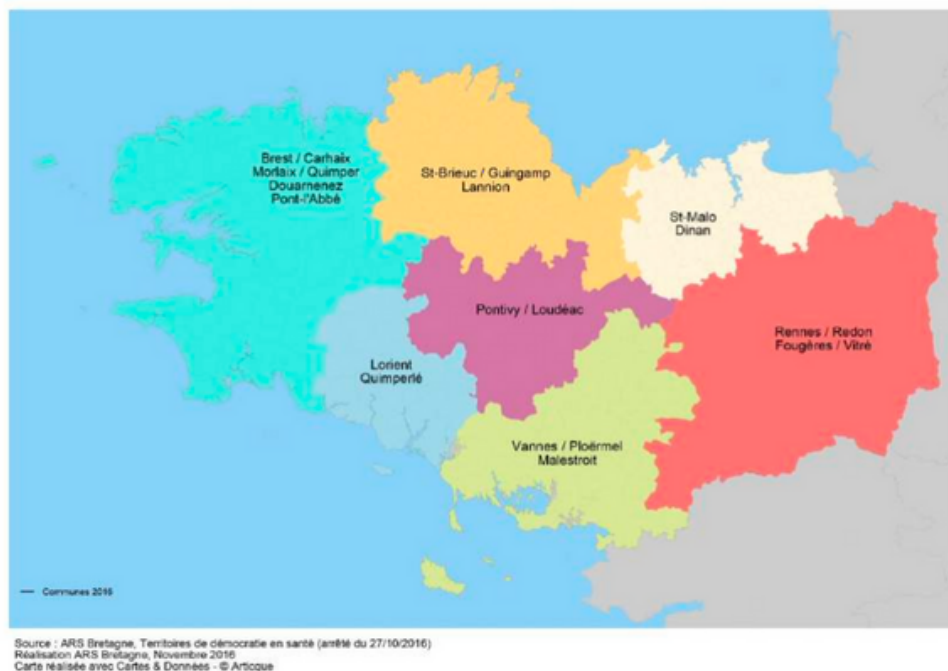 Brest / Carhaix
Morlaix / Quimper
Douarnenez
Pont-l'Abbé
St-Brieuc / Guingamp
Lannion
St-Malo
Dinan
Pontivy / Loudéac
Rennes / Redon
Fougères / Vitré
Lorient
Quimperlé
Vannes / Ploërmel
Malestroit
Communes 2016
Source : ARS Bretagne, Territoires de démocratie en santé (arrêté du 27/10/2016)
Réalisation ARS Bretagne, Novembre 2016
Carte réalisée avec Cartes & Données - © Articque